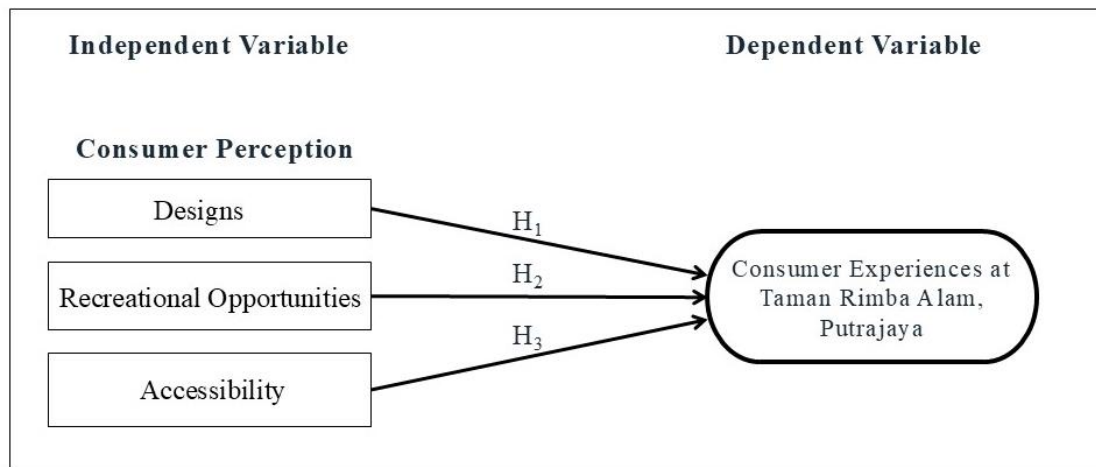 Independent Variable
Dependent Variable
Consumer Perception
Designs
H₁
Recreational Opportunities
H₂
Accessibility
H₃
Consumer Experiences at
Taman Rimba Alam,
Putrajaya